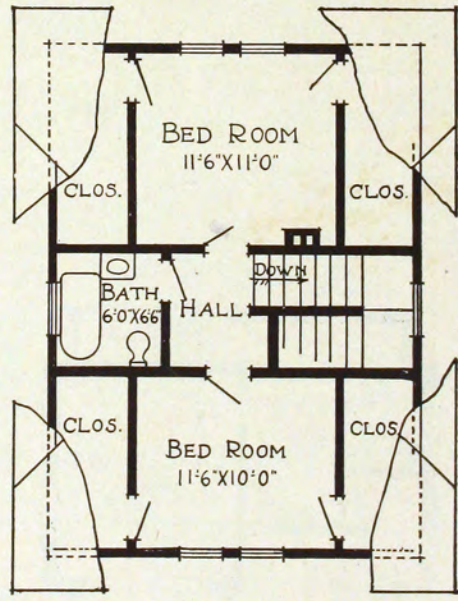 BED ROOM
11'-6"X11'-0"
CLOS.
CLOS.
DOWN
BATH
6'-0"X6'-6"
HALL
CLOS.
CLOS
BED ROOM
11'-6"X10'-0"